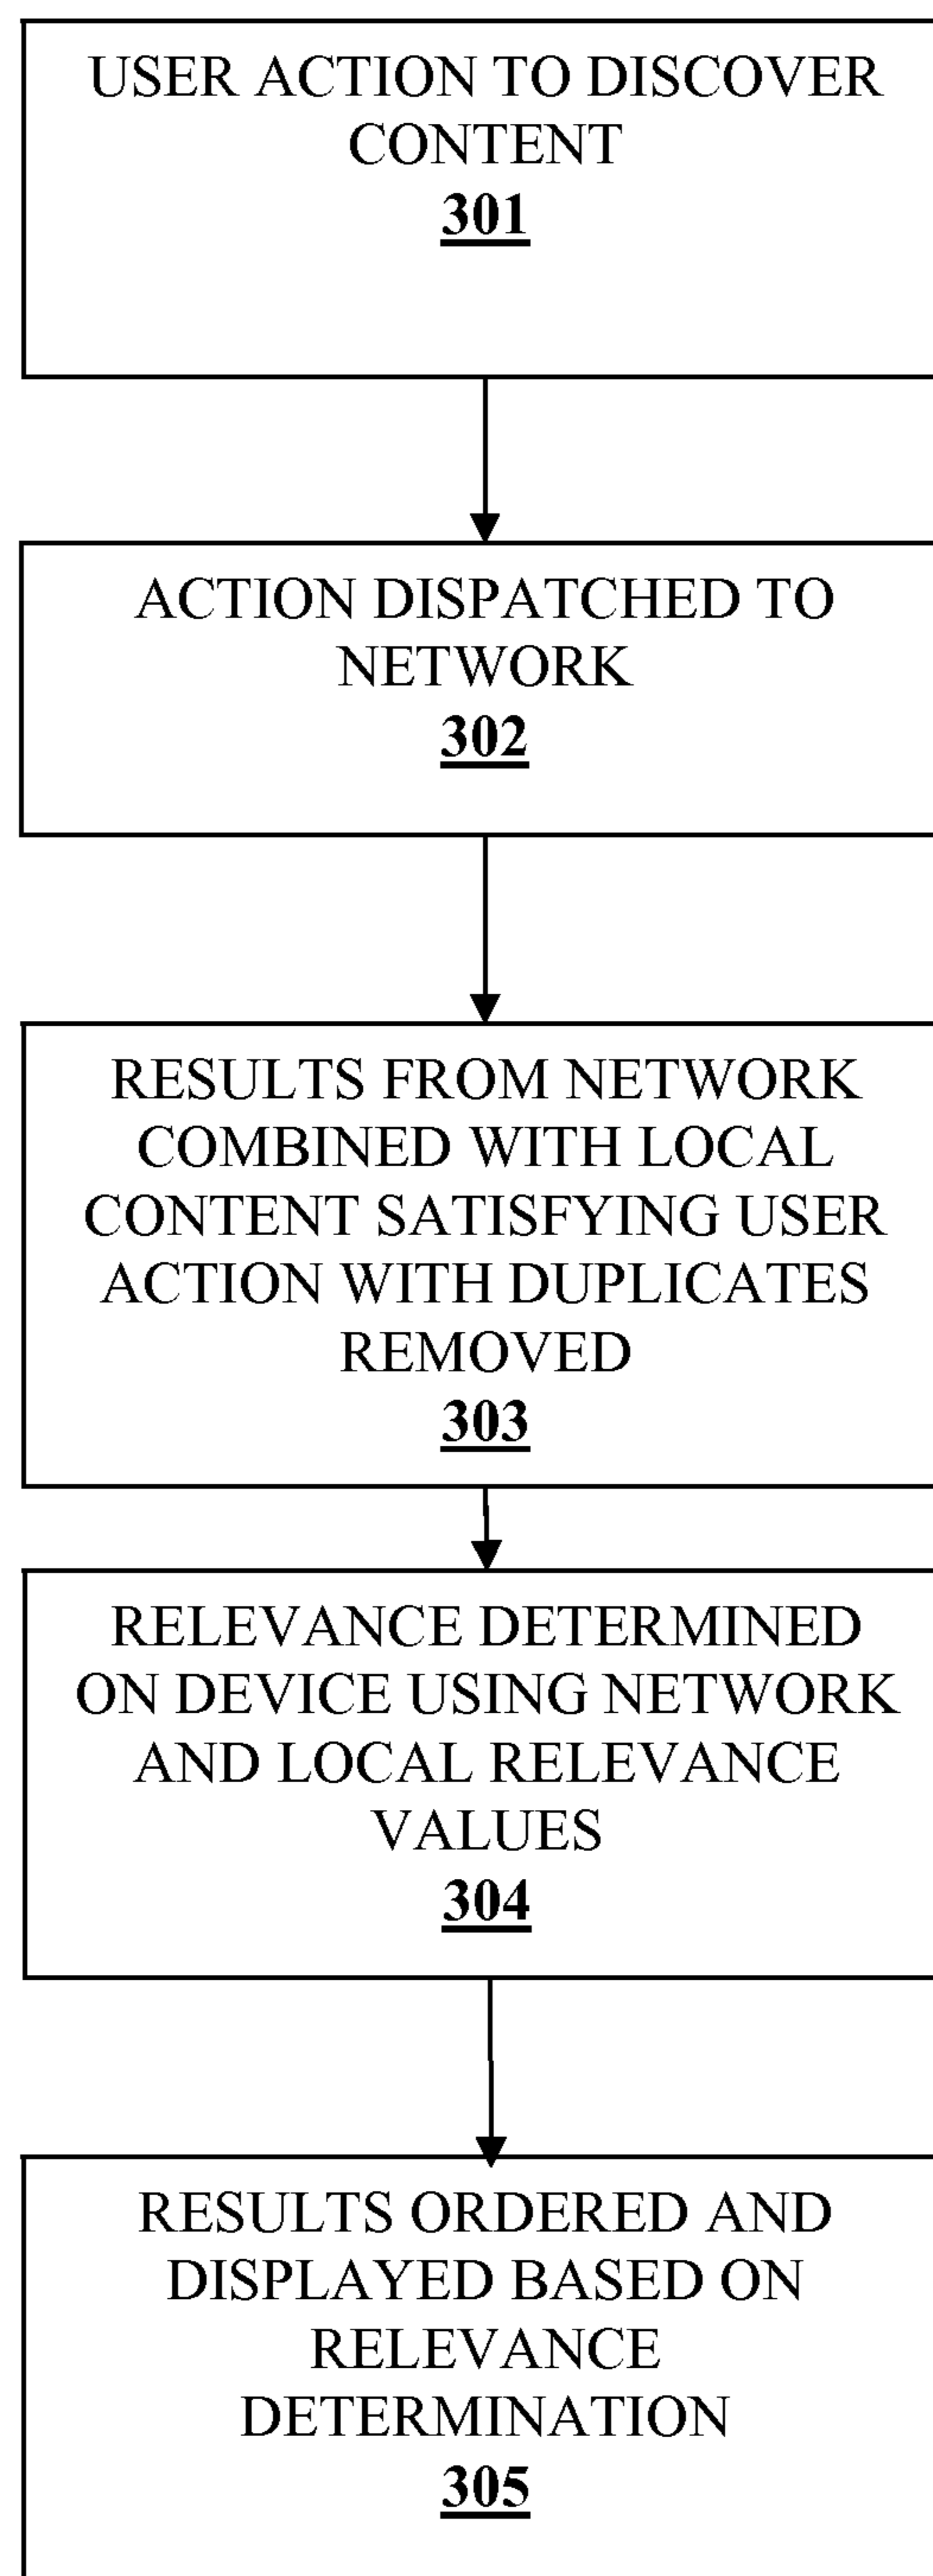 USER ACTION TO DISCOVER
CONTENT
301
ACTION DISPATCHED TO
NETWORK
302
RESULTS FROM NETWORK
COMBINED WITH LOCAL
CONTENT SATISFYING USER
ACTION WITH DUPLICATES
REMOVED
303
RELEVANCE DETERMINED
ON DEVICE USING NETWORK
AND LOCAL RELEVANCE
VALUES
304
RESULTS ORDERED AND
DISPLAYED BASED ON
RELEVANCE
DETERMINATION
305